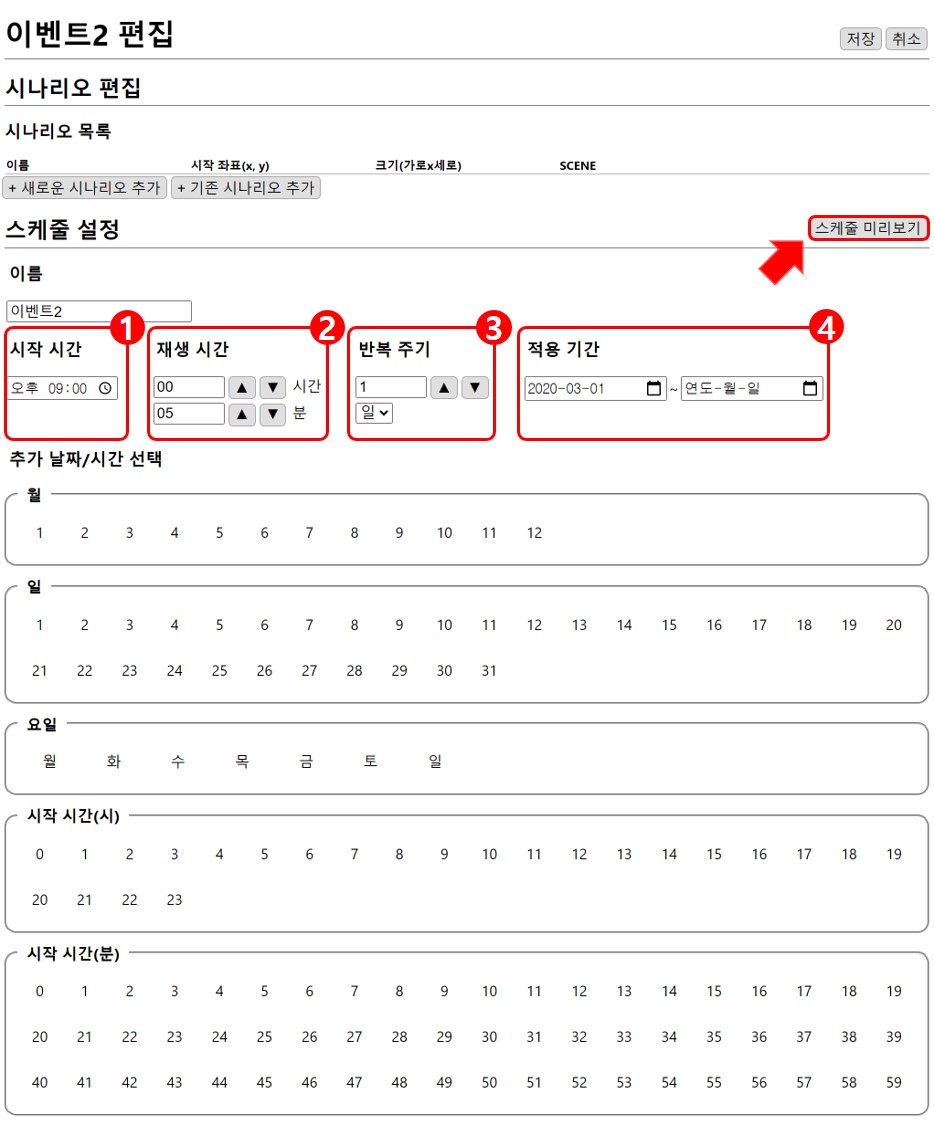 이벤트2 편집
저장 취소
시나리오 편집
시나리오 목록
이름 시작 좌표(x, y) 크기(가로x세로) SCENE
+ 새로운 시나리오 추가 + 기존 시나리오 추가
스케줄 설정 스케줄 미리보기
이름
이벤트2
1 2 3 4
시작 시간 재생 시간 반복 주기 적용 기간
오후 09:00 00 ▲ ▼ 시간 1 ▲ ▼ 2020-03-01 ~ 연도-월-일
05 ▲ ▼ 분 일
추가 날짜/시간 선택
월
1 2 3 4 5 6 7 8 9 10 11 12
일
1 2 3 4 5 6 7 8 9 10 11 12 13 14 15 16 17 18 19 20
21 22 23 24 25 26 27 28 29 30 31
요일
월 화 수 목 금 토 일
시작 시간(시)
0 1 2 3 4 5 6 7 8 9 10 11 12 13 14 15 16 17 18 19
20 21 22 23
시작 시간(분)
0 1 2 3 4 5 6 7 8 9 10 11 12 13 14 15 16 17 18 19
20 21 22 23 24 25 26 27 28 29 30 31 32 33 34 35 36 37 38 39
40 41 42 43 44 45 46 47 48 49 50 51 52 53 54 55 56 57 58 59